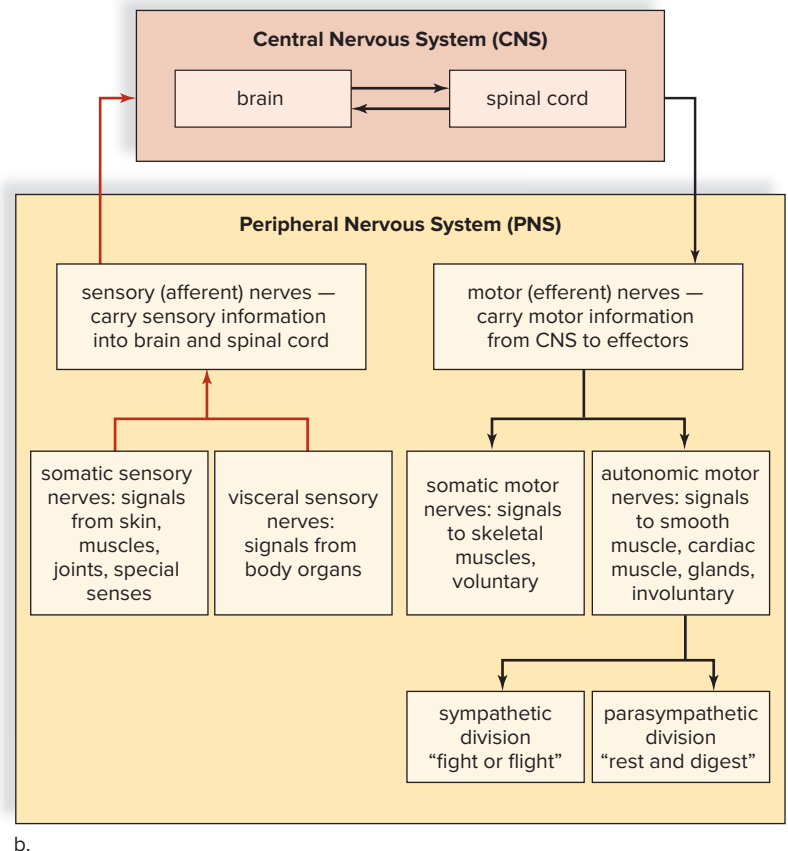 Central Nervous System (CNS)
brain
spinal cord
Peripheral Nervous System (PNS)
sensory (afferent) nerves —
carry sensory information
into brain and spinal cord
motor (efferent) nerves —
carry motor information
from CNS to effectors
somatic sensory
nerves: signals
from skin,
muscles,
joints, special
senses
visceral sensory
nerves:
signals from
body organs
somatic motor
nerves: signals
to skeletal
muscles,
voluntary
autonomic motor
nerves: signals
to smooth
muscle, cardiac
muscle, glands,
involuntary
sympathetic
division
“fight or flight”
parasympathetic
division
“rest and digest”
b.